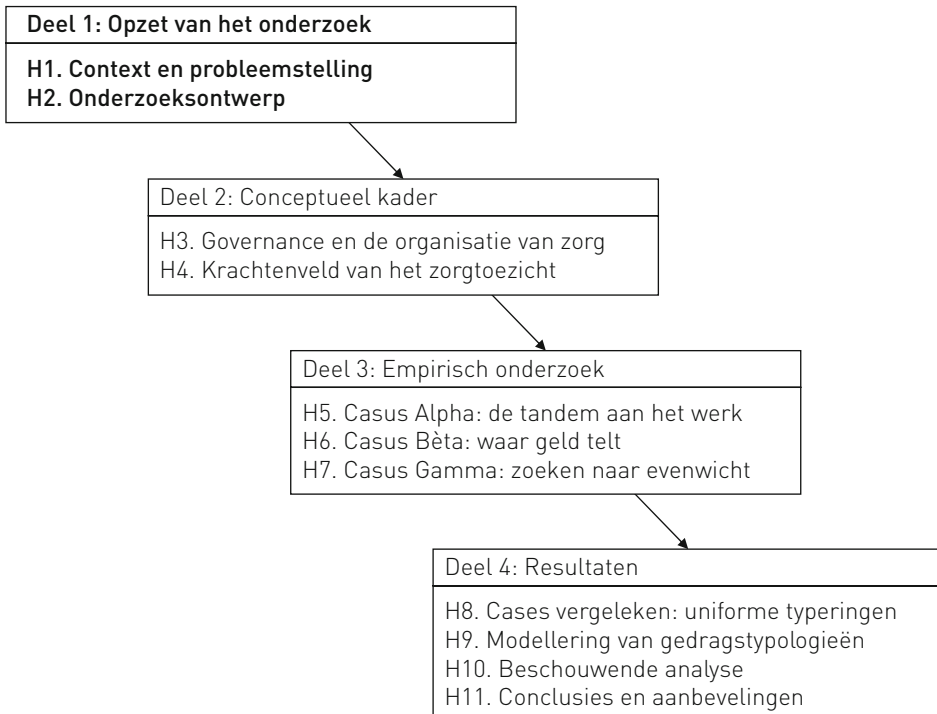 Deel 1: Opzet van het onderzoek
H1. Context en probleemstelling
H2. Onderzoeksontwerp
Deel 2: Conceptueel kader
H3. Governance en de organisatie van zorg
H4. Krachtenveld van het zorgtoezicht
Deel 3: Empirisch onderzoek
H5. Casus Alpha: de tandem aan het werk
H6. Casus Bèta: waar geld telt
H7. Casus Gamma: zoeken naar evenwicht
Deel 4: Resultaten
H8. Cases vergeleken: uniforme typeringen
H9. Modellering van gedragstypologieën
H10. Beschouwende analyse
H11. Conclusies en aanbevelingen